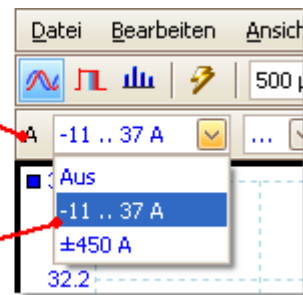 Datei Bearbeiten Ansich
500 µ
A -11 .. 37 A ...
Aus
-11 .. 37 A
±450 A
32.2